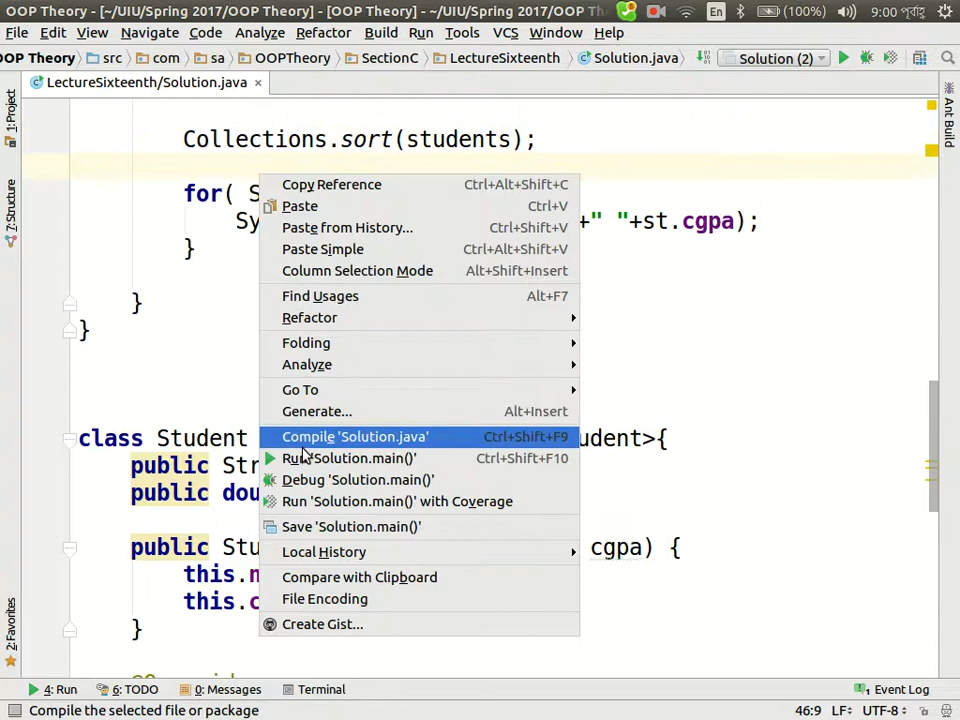 OOP Theory - [~/UIU/Spring 2017/OOP Theory] - [OOP Theory] - ~/UIU/Spring 2017/OOP Th... En (100%) 9:00 পূর্বাহ্ণ
File Edit View Navigate Code Analyze Refactor Build Run Tools VCS Window Help
OOP Theory src com sa OOPTheory SectionC LectureSixteenth Solution.java Solution (2)
LectureSixteenth/Solution.java
1: Project
7: Structure
2: Favorites
Ant Build
Collections.sort(students);
for( S
Sy +" "+st.cgpa);
}
}
}
class Student udent>{
public Str
public dou
public Stu cgpa) {
this.n
this.c
}
Copy Reference Ctrl+Alt+Shift+C
Paste Ctrl+V
Paste from History... Ctrl+Shift+V
Paste Simple Ctrl+Alt+Shift+V
Column Selection Mode Alt+Shift+Insert
Find Usages Alt+F7
Refactor
Folding
Analyze
Go To
Generate... Alt+Insert
Compile 'Solution.java' Ctrl+Shift+F9
Run 'Solution.main()' Ctrl+Shift+F10
Debug 'Solution.main()'
Run 'Solution.main()' with Coverage
Save 'Solution.main()'
Local History
Compare with Clipboard
File Encoding
Create Gist...
4: Run 6: TODO 0: Messages Terminal 1 Event Log
Compile the selected file or package 46:9 LF UTF-8